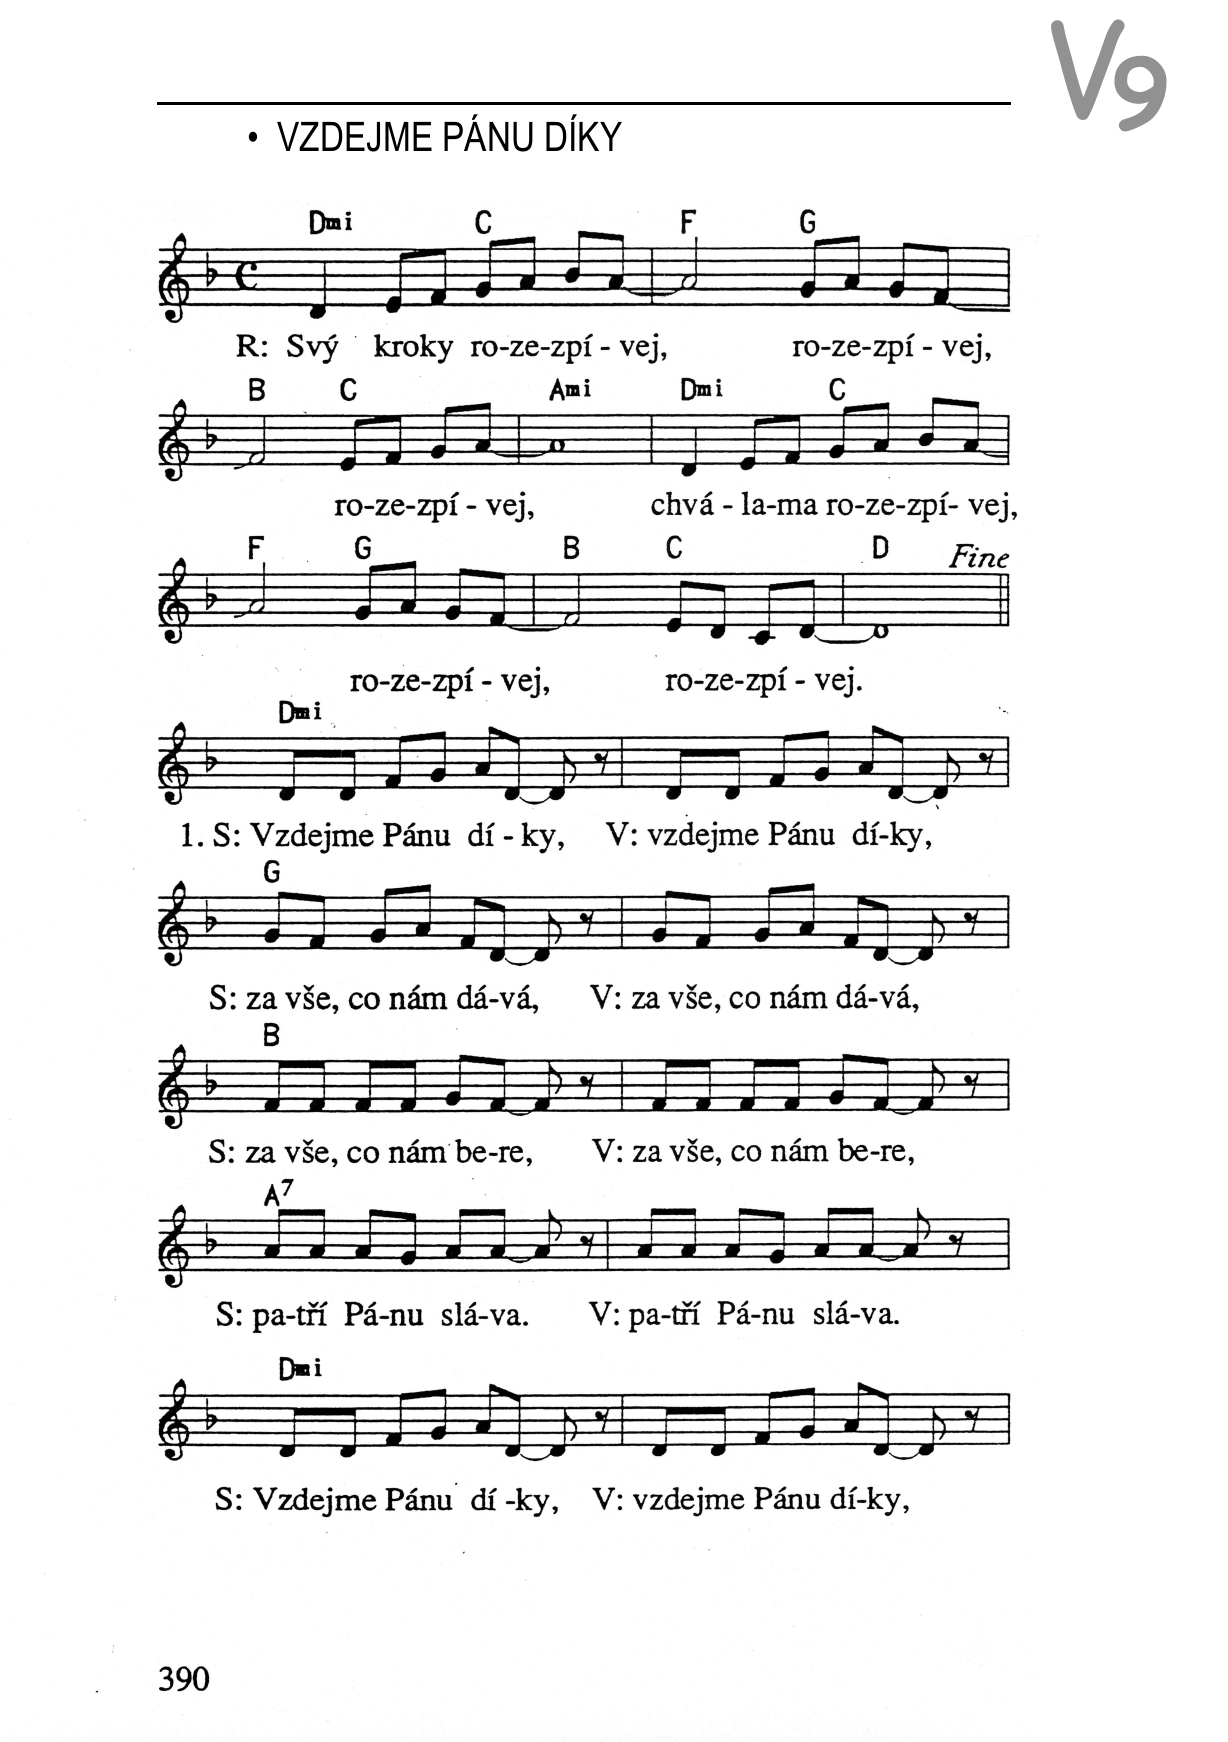 V9
• VZDEJME PÁNU DÍKY
Dmi C F G
R: Svý kroky ro-ze-zpí - vej, ro-ze-zpí - vej,
B C Ami Dmi C
ro-ze-zpí - vej, chvá - la-ma ro-ze-zpí- vej,
F G B C D Fine
ro-ze-zpí - vej, ro-ze-zpí - vej.
Dmi
1. S: Vzdejme Pánu dí - ky, V: vzdejme Pánu dí-ky,
G
S: za vše, co nám dá-vá, V: za vše, co nám dá-vá,
B
S: za vše, co nám be-re, V: za vše, co nám be-re,
A7
S: pa-tří Pá-nu slá-va. V: pa-tří Pá-nu slá-va.
Dmi
S: Vzdejme Pánu dí -ky, V: vzdejme Pánu dí-ky,
390